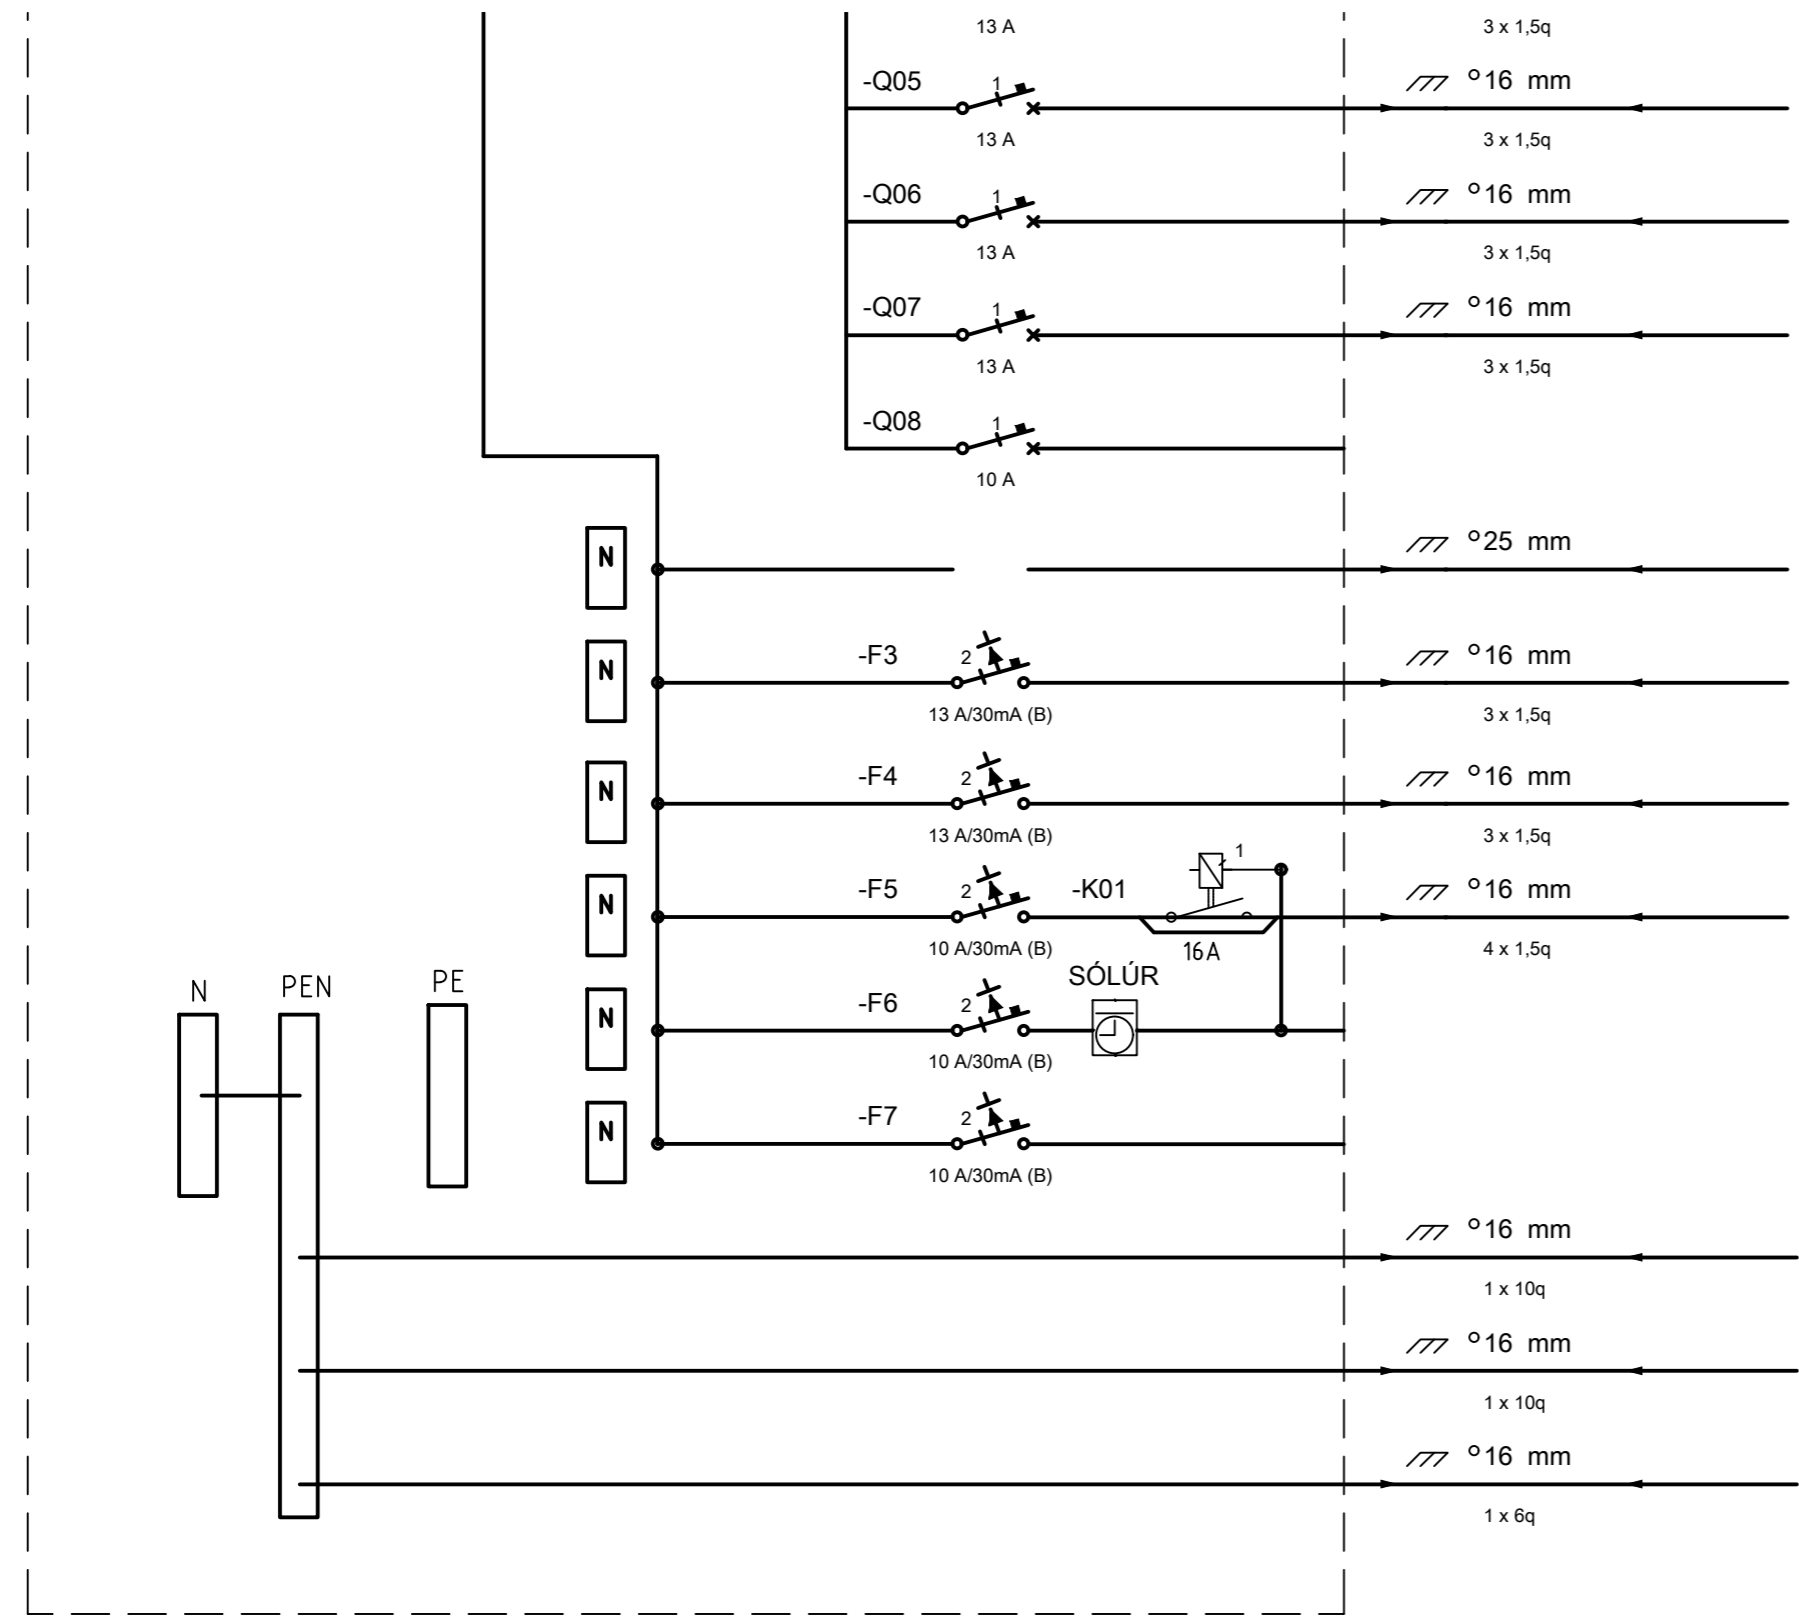 13 A 3 x 1,5q
-Q05 1 °16 mm
13 A 3 x 1,5q
-Q06 1 °16 mm
13 A 3 x 1,5q
-Q07 1 °16 mm
13 A 3 x 1,5q
-Q08 1
10 A
N °25 mm
N -F3 2 °16 mm
13 A/30mA (B) 3 x 1,5q
N -F4 2 °16 mm
13 A/30mA (B) 3 x 1,5q
1
N -F5 2 -K01 °16 mm
10 A/30mA (B) 16A 4 x 1,5q
SÓLÚR
N PEN PE
N -F6 2
10 A/30mA (B)
N -F7 2
10 A/30mA (B)
°16 mm
1 x 10q
°16 mm
1 x 10q
°16 mm
1 x 6q